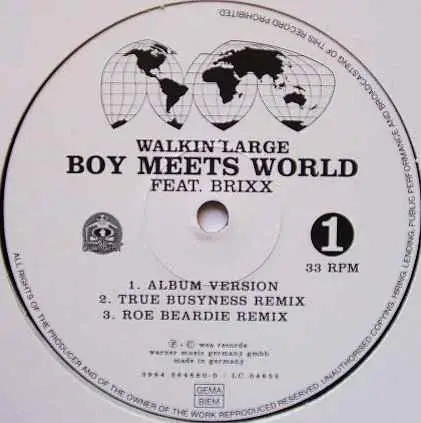 WALKIN LARGE
BOY MEETS WORLD
FEAT. BRIXX
1
33 RPM
1. ALBUM VERSION
2. TRUE BUSYNESS REMIX
3. ROE BEARDIE REMIX
℗ · © wea records
warner music germany gmbh
made in germany
LC 04656
GEMA
BIEM
ALL RIGHTS OF THE PRODUCER AND OF THE OWNER OF THE WORK REPRODUCED RESERVED. UNAUTHORISED COPYING, HIRING, LENDING, PUBLIC PERFORMANCE AND BROADCASTING OF THIS RECORD PROHIBITED.